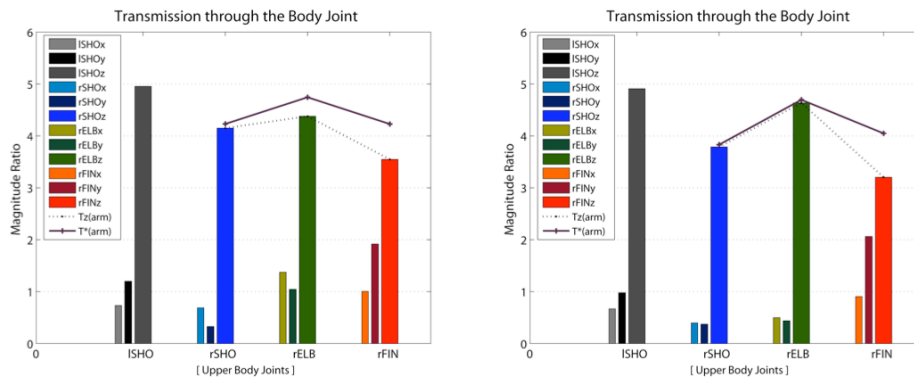 Transmission through the Body Joint
6
5
4
3
2
1
0
Magnitude Ratio
lSHOx
lSHOy
lSHOz
rSHOx
rSHOy
rSHOz
rELBx
rELBy
rELBz
rFINx
rFINy
rFINz
Tz(arm)
T*(arm)
0
lSHO
rSHO
rELB
rFIN
[ Upper Body Joints ]
Transmission through the Body Joint
6
5
4
3
2
1
0
Magnitude Ratio
lSHOx
lSHOy
lSHOz
rSHOx
rSHOy
rSHOz
rELBx
rELBy
rELBz
rFINx
rFINy
rFINz
Tz(arm)
T*(arm)
0
lSHO
rSHO
rELB
rFIN
[ Upper Body Joints ]